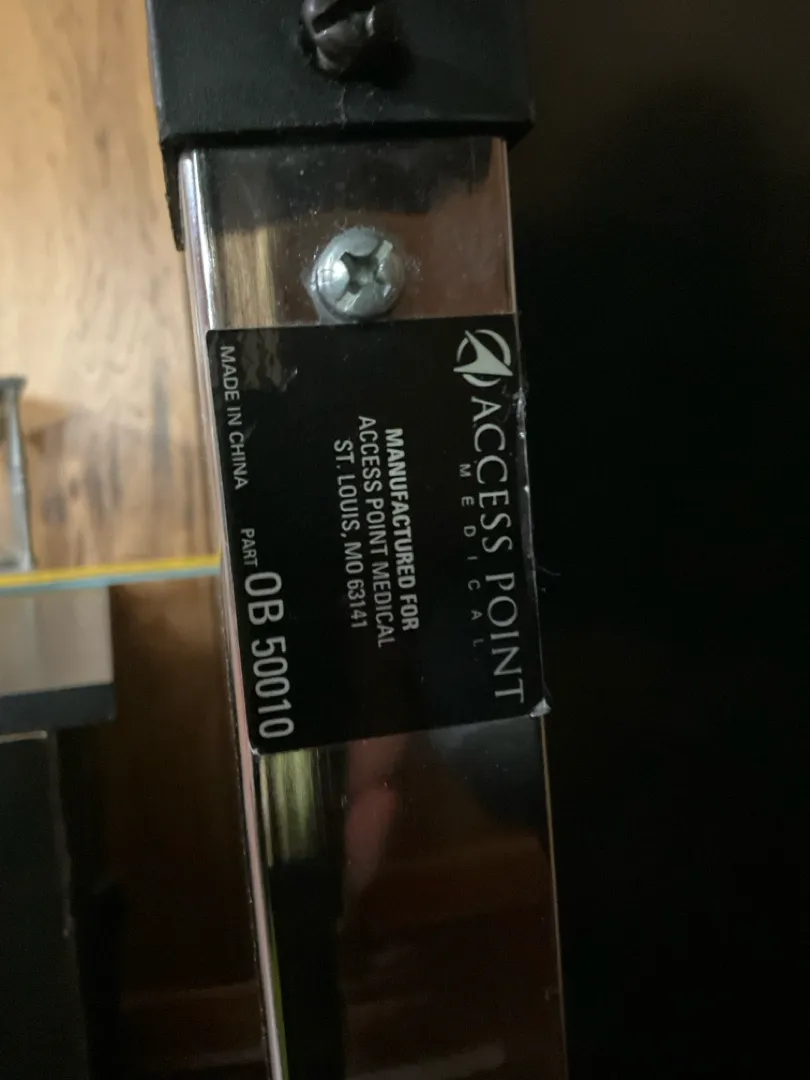 ACCESS POINT
MEDICAL
MANUFACTURED FOR
ACCESS POINT MEDICAL
ST. LOUIS, MO 63141
MADE IN CHINA PART OB 50010